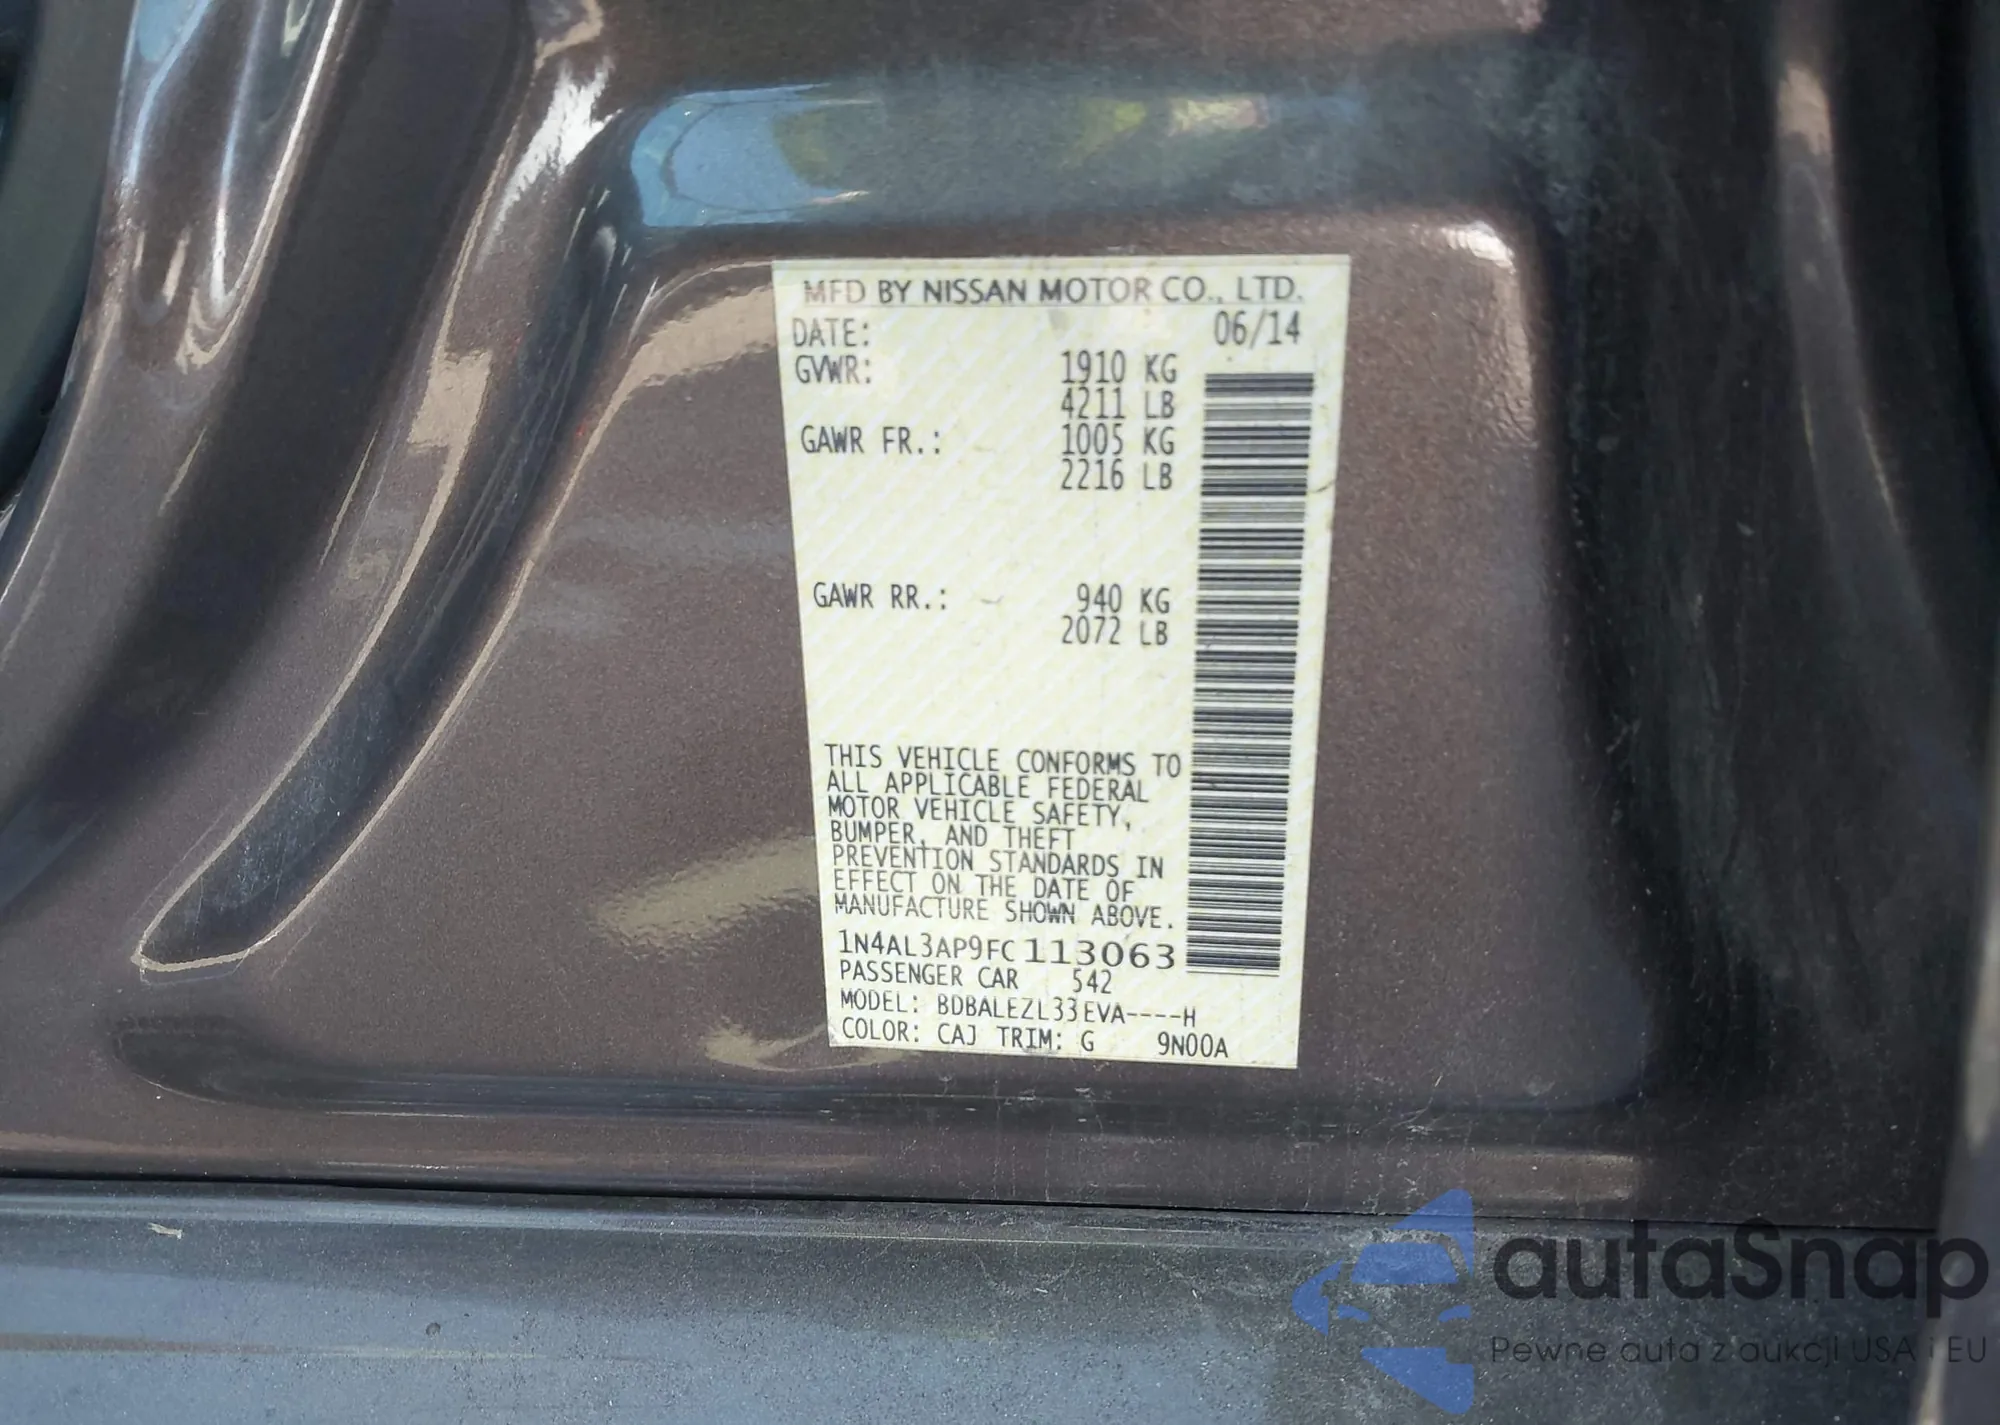 MFD BY NISSAN MOTOR CO., LTD.
DATE: 06/14
GVWR: 1910 KG
4211 LB
GAWR FR.: 1005 KG
2216 LB
GAWR RR.: 940 KG
2072 LB
THIS VEHICLE CONFORMS TO
ALL APPLICABLE FEDERAL
MOTOR VEHICLE SAFETY,
BUMPER, AND THEFT
PREVENTION STANDARDS IN
EFFECT ON THE DATE OF
MANUFACTURE SHOWN ABOVE.
1N4AL3AP9FC113063
PASSENGER CAR 542
MODEL: BDBALEZL33EVA----H
COLOR: CAJ TRIM: G 9N00A
autaSnap
Pewne auta z aukcji USA i EU